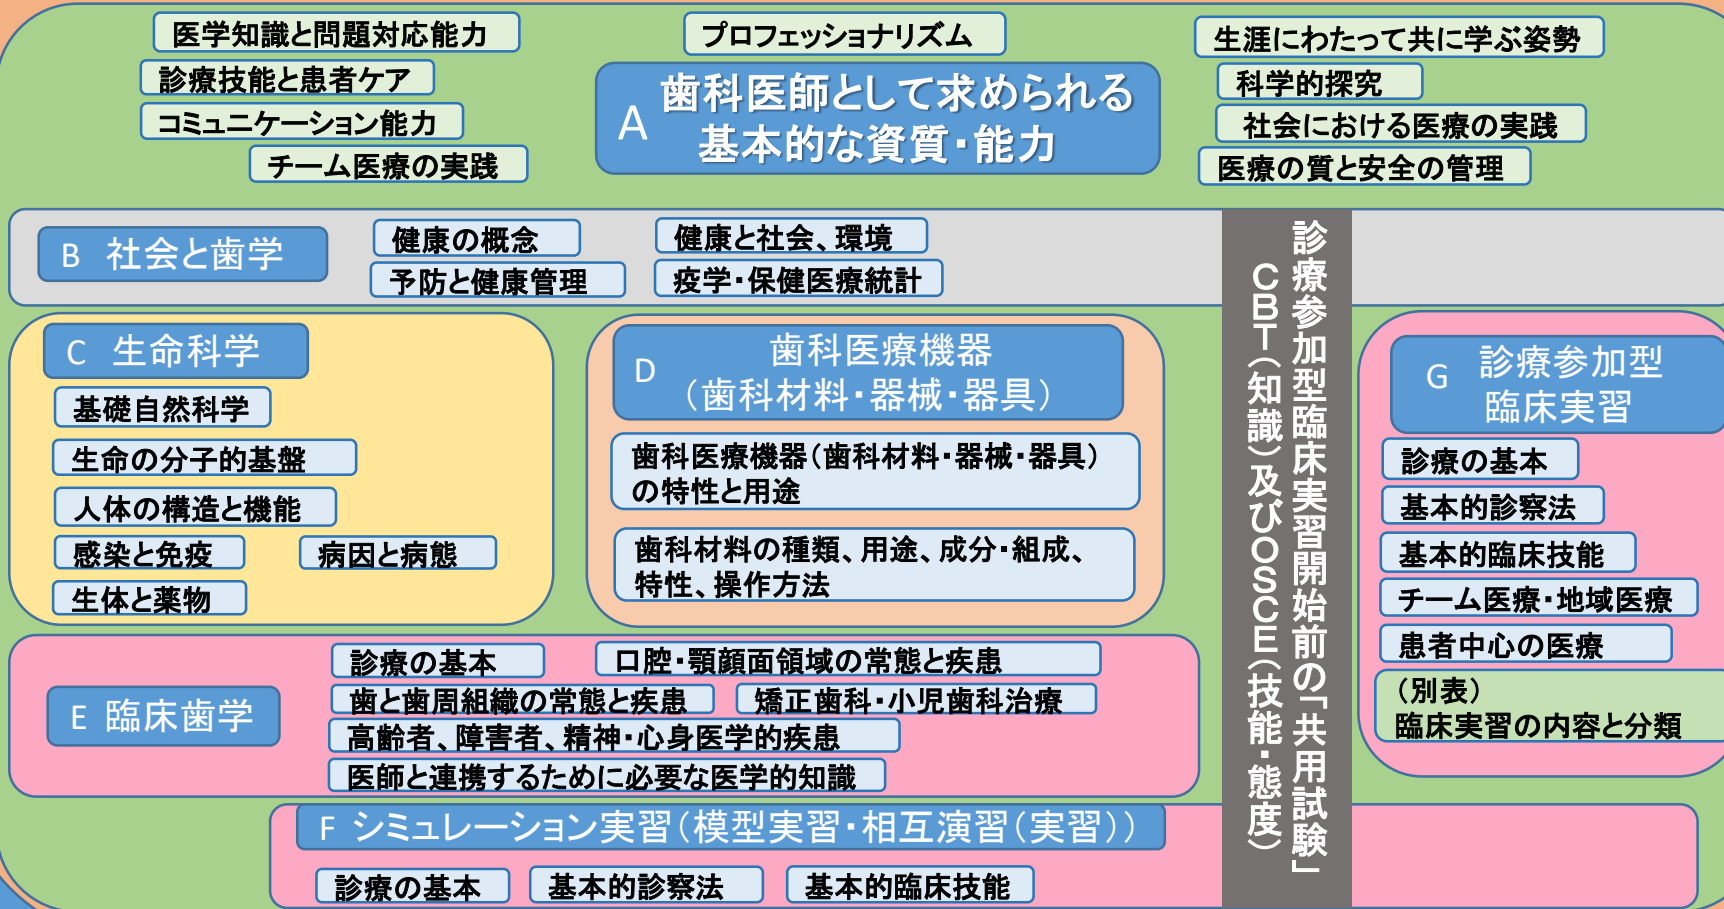 医学知識と問題対応能力
診療技能と患者ケア
コミュニケーション能力
チーム医療の実践
プロフェッショナリズム
A 歯科医師として求められる
基本的な資質・能力
生涯にわたって共に学ぶ姿勢
科学的探究
社会における医療の実践
医療の質と安全の管理
B 社会と歯学
健康の概念
健康と社会、環境
予防と健康管理
疫学・保健医療統計
C 生命科学
基礎自然科学
生命の分子的基盤
人体の構造と機能
感染と免疫
病因と病態
生体と薬物
D 歯科医療機器
（歯科材料・器械・器具）
歯科医療機器（歯科材料・器械・器具）
の特性と用途
歯科材料の種類、用途、成分・組成、
特性、操作方法
E 臨床歯学
診療の基本
口腔・顎顔面領域の常態と疾患
歯と歯周組織の常態と疾患
矯正歯科・小児歯科治療
高齢者、障害者、精神・心身医学的疾患
医師と連携するために必要な医学的知識
F シミュレーション実習（模型実習・相互演習（実習））
診療の基本
基本的診察法
基本的臨床技能
診療参加型臨床実習開始前の「共用試験」
ＣＢＴ（知識）及びＯＳＣＥ（技能・態度）
G 診療参加型
臨床実習
診療の基本
基本的診察法
基本的臨床技能
チーム医療・地域医療
患者中心の医療
（別表）
臨床実習の内容と分類